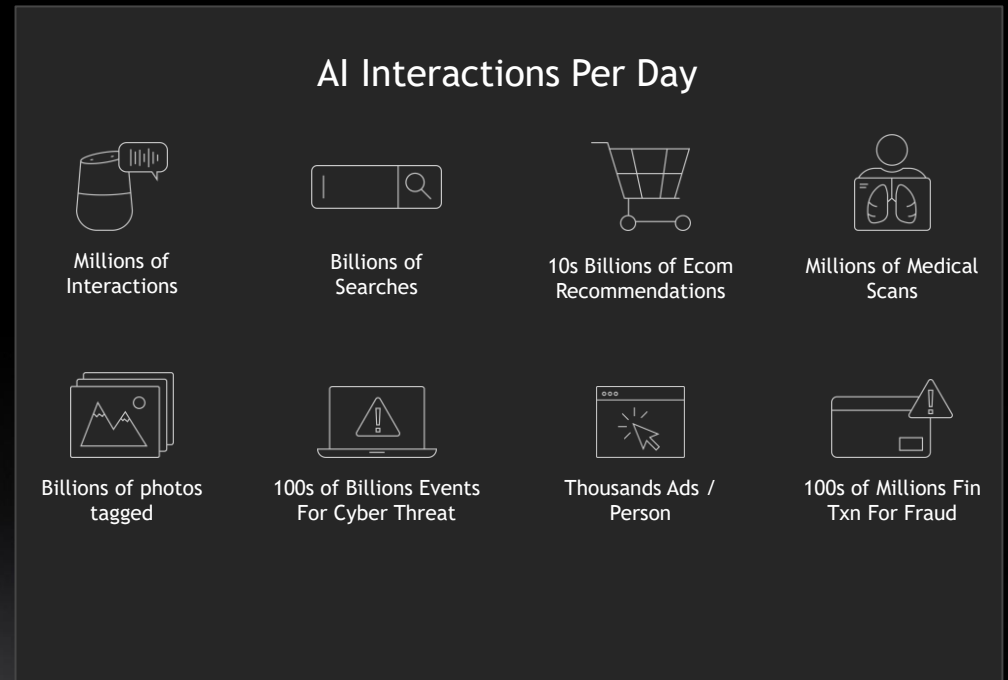 AI Interactions Per Day
Millions of
Interactions
Billions of
Searches
10s Billions of Ecom
Recommendations
Millions of Medical
Scans
Billions of photos
tagged
100s of Billions Events
For Cyber Threat
Thousands Ads /
Person
100s of Millions Fin
Txn For Fraud